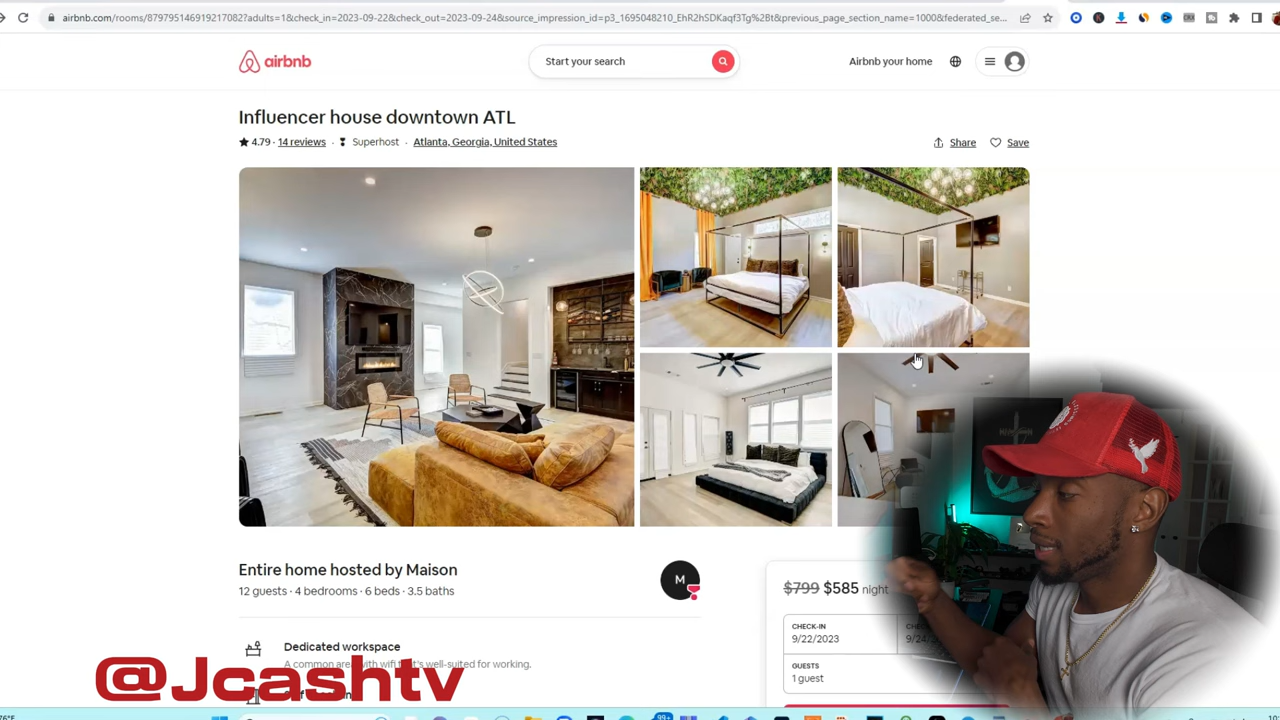 airbnb.com/rooms/879795146919217082?adults=1&check_in=2023-09-22&check_out=2023-09-24&source_impression_id=p3_1695048210_EhR2hSDKaqf3Tg%2Bt&previous_page_section_name=1000&federated_se...
airbnb
Start your search
Airbnb your home
Influencer house downtown ATL
4.79 · 14 reviews · Superhost · Atlanta, Georgia, United States
Share
Save
Entire home hosted by Maison
12 guests · 4 bedrooms · 6 beds · 3.5 baths
M
$799 $585 night
CHECK-IN
9/22/2023
9/24/
GUESTS
1 guest
Dedicated workspace
A common area with wifi that's well-suited for working.
@Jcashtv
99+